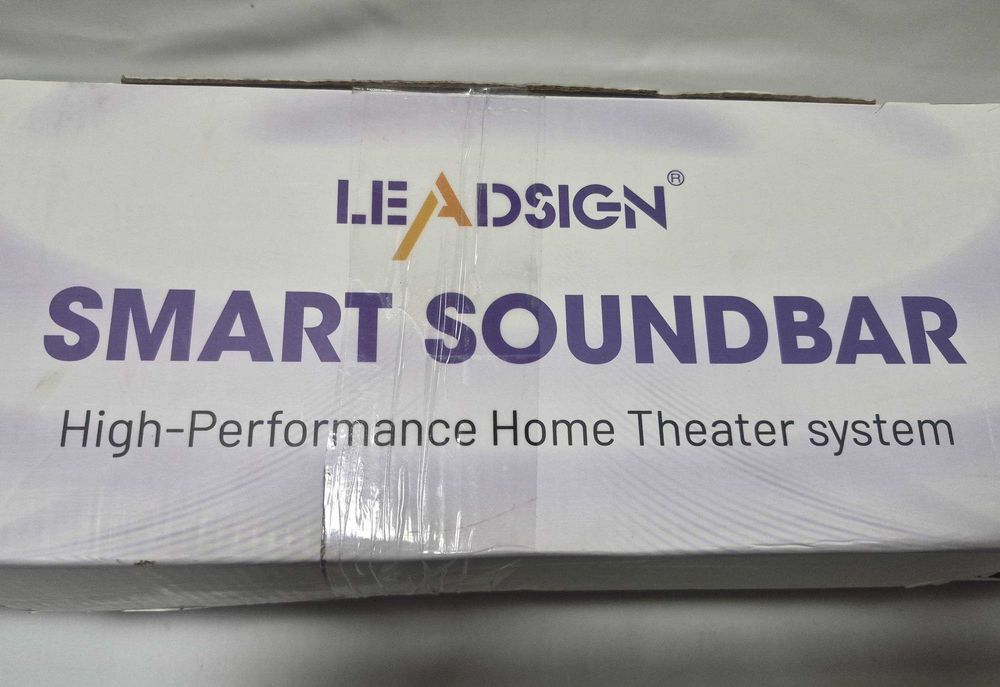 LEADSIGN®
SMART SOUNDBAR
High-Performance Home Theater system